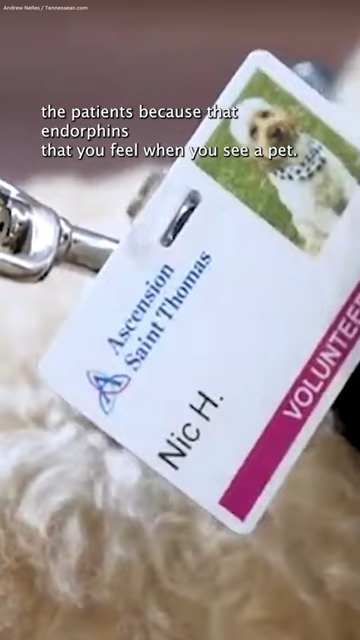 Andrew Nelles / Tennessean.com
the patients because that
endorphins
that you feel when you see a pet.
Ascension
Saint Thomas
Nic H.
VOLUNTEER